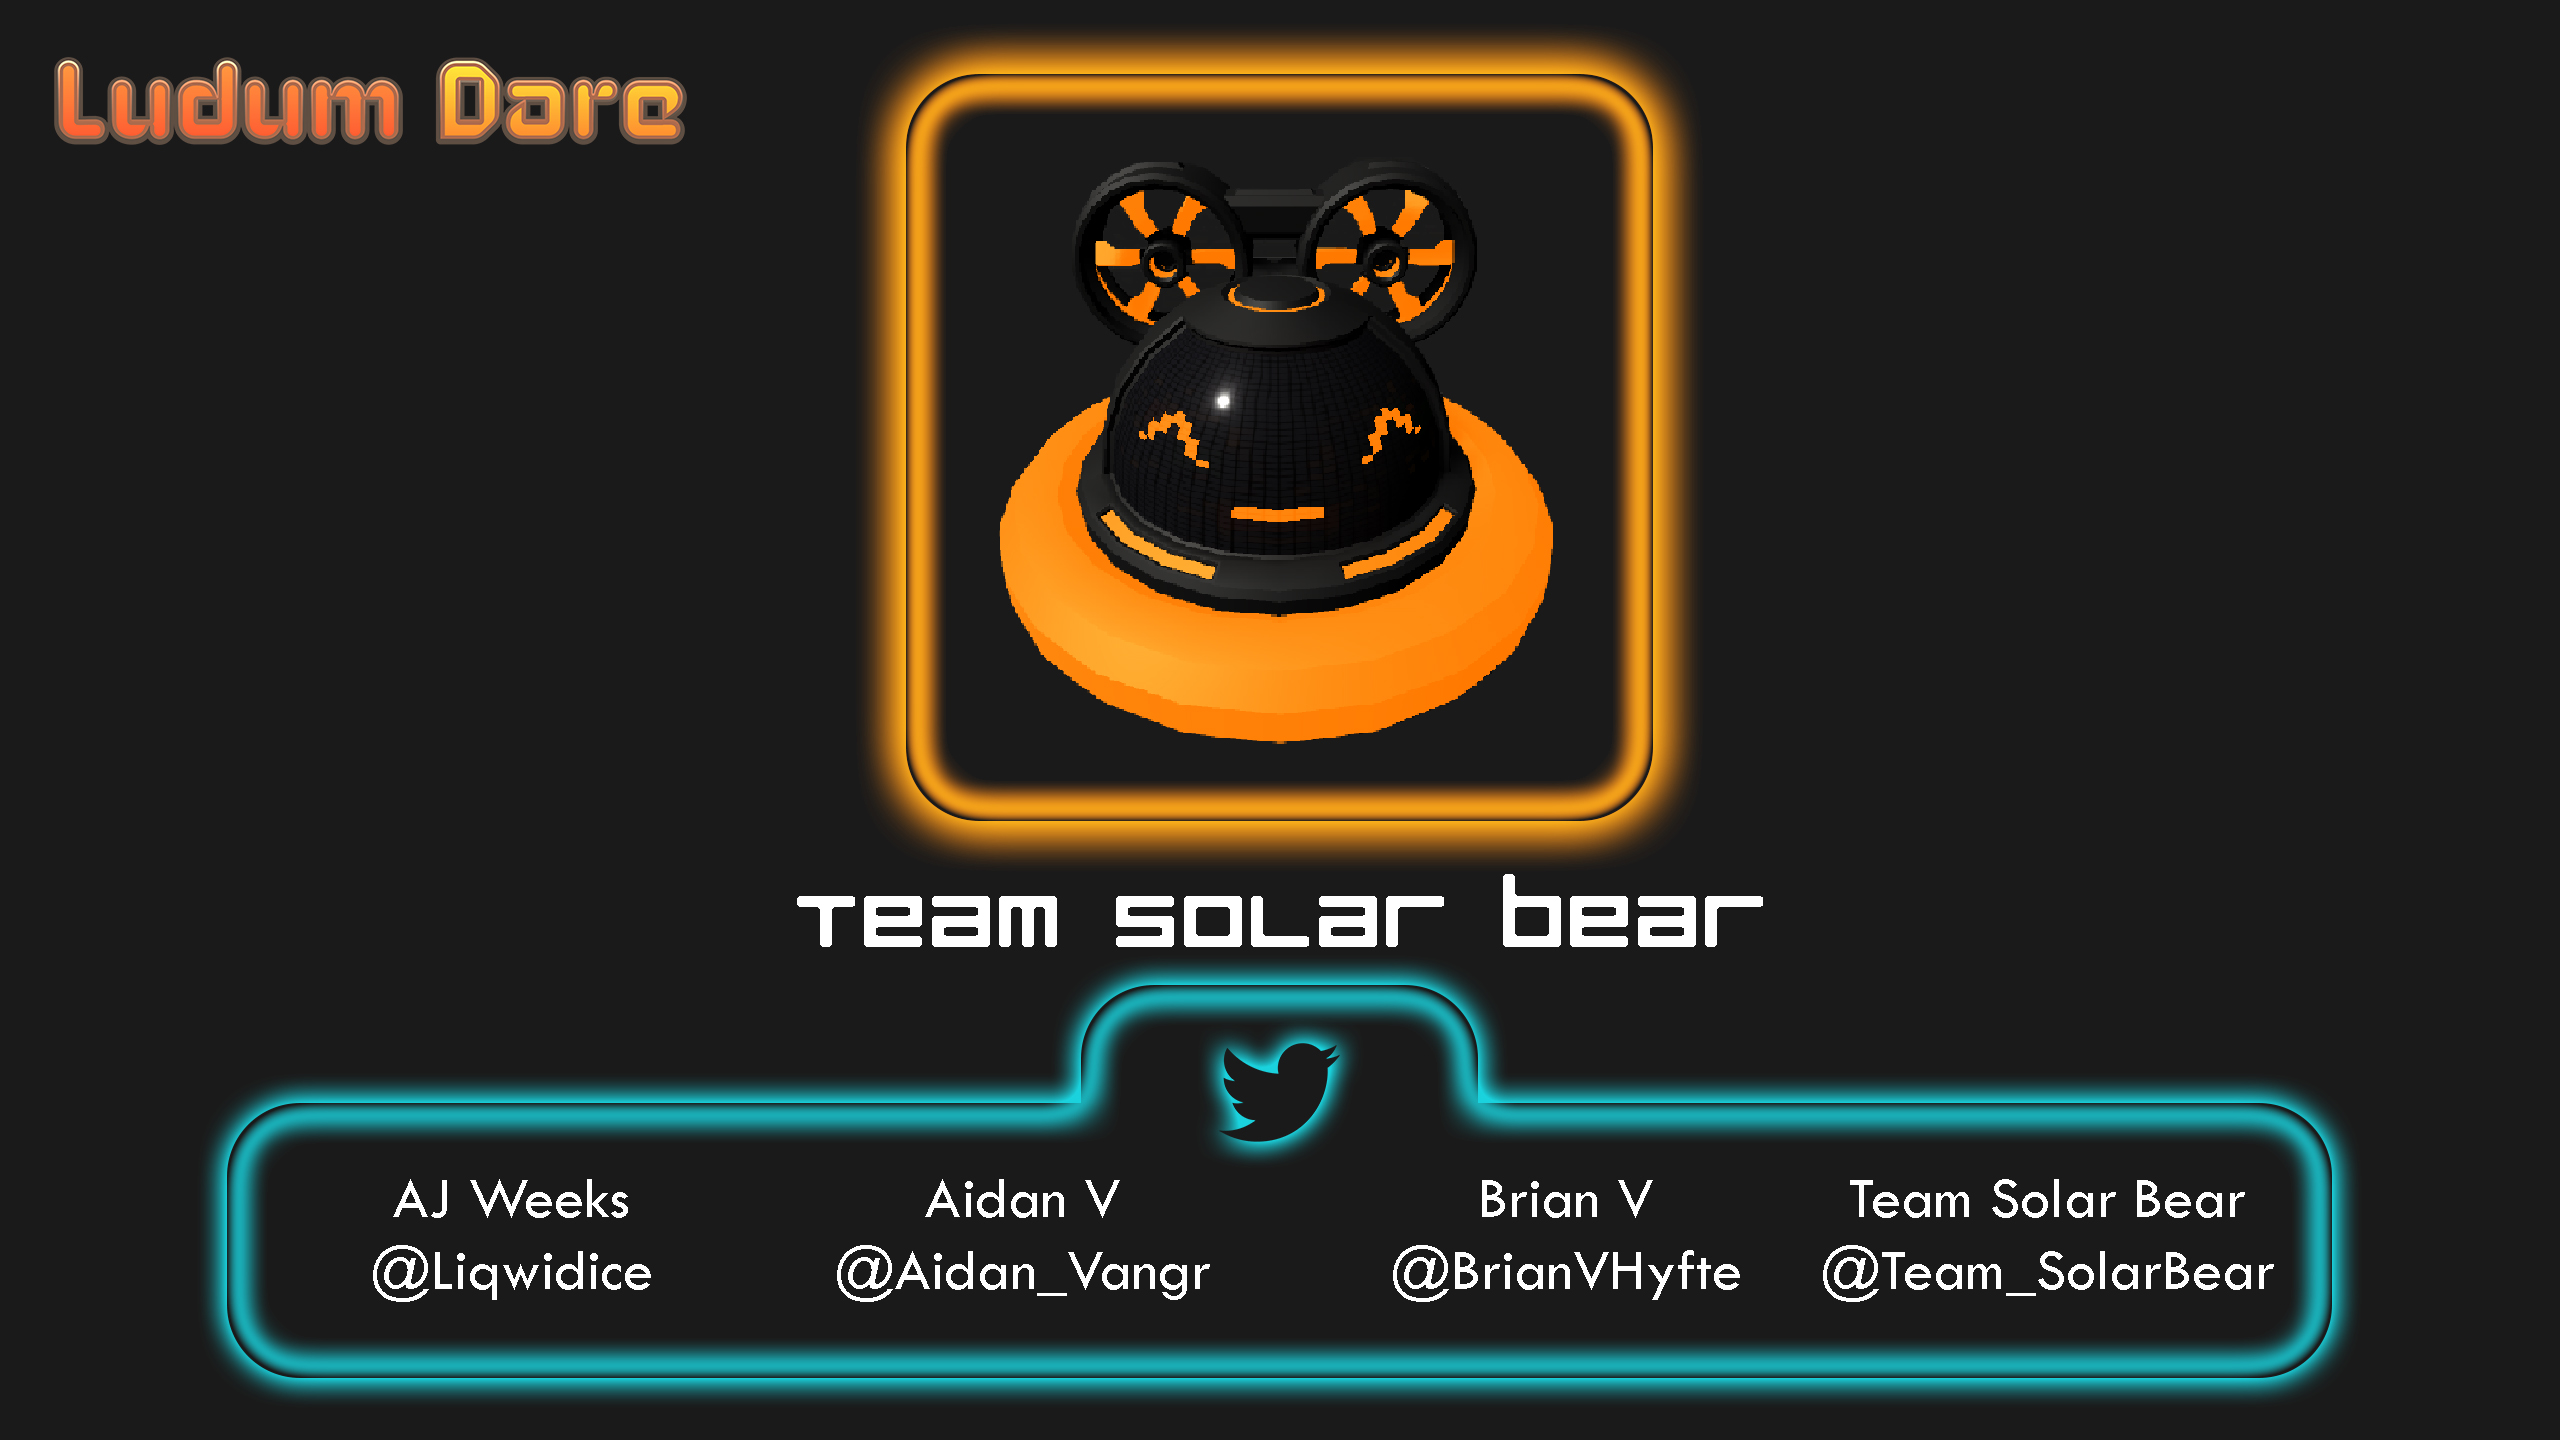 Ludum Dare
Team Solar Bear
AJ Weeks
@Liqwidice
Aidan V
@Aidan_Vangr
Brian V
@BrianVHyfte
Team Solar Bear
@Team_SolarBear